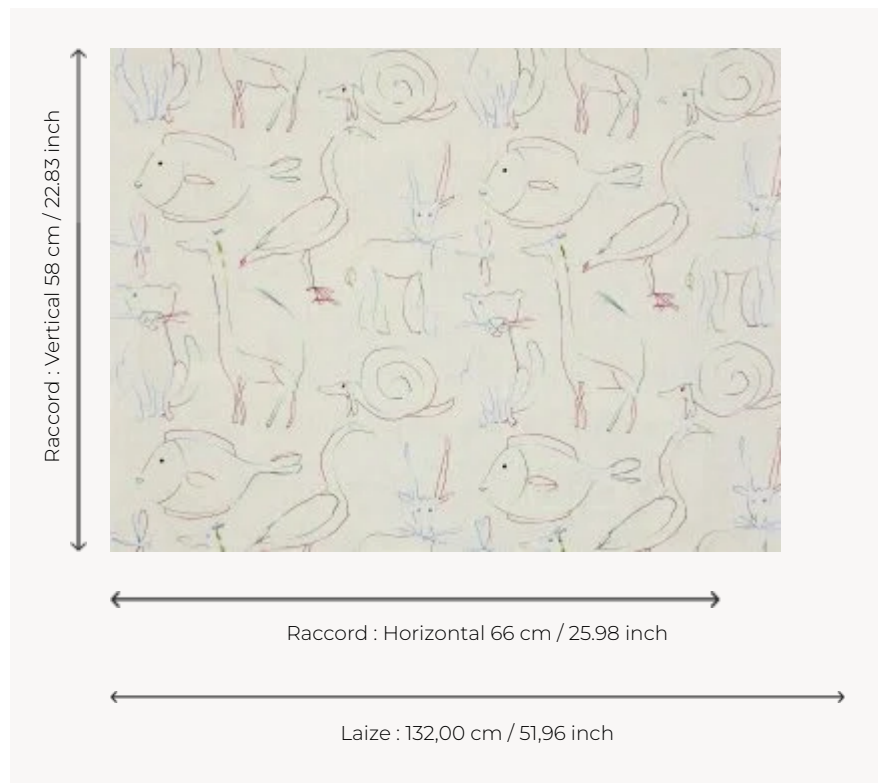 Raccord : Vertical 58 cm / 22.83 inch
Raccord : Horizontal 66 cm / 25.98 inch
Laize : 132,00 cm / 51,96 inch